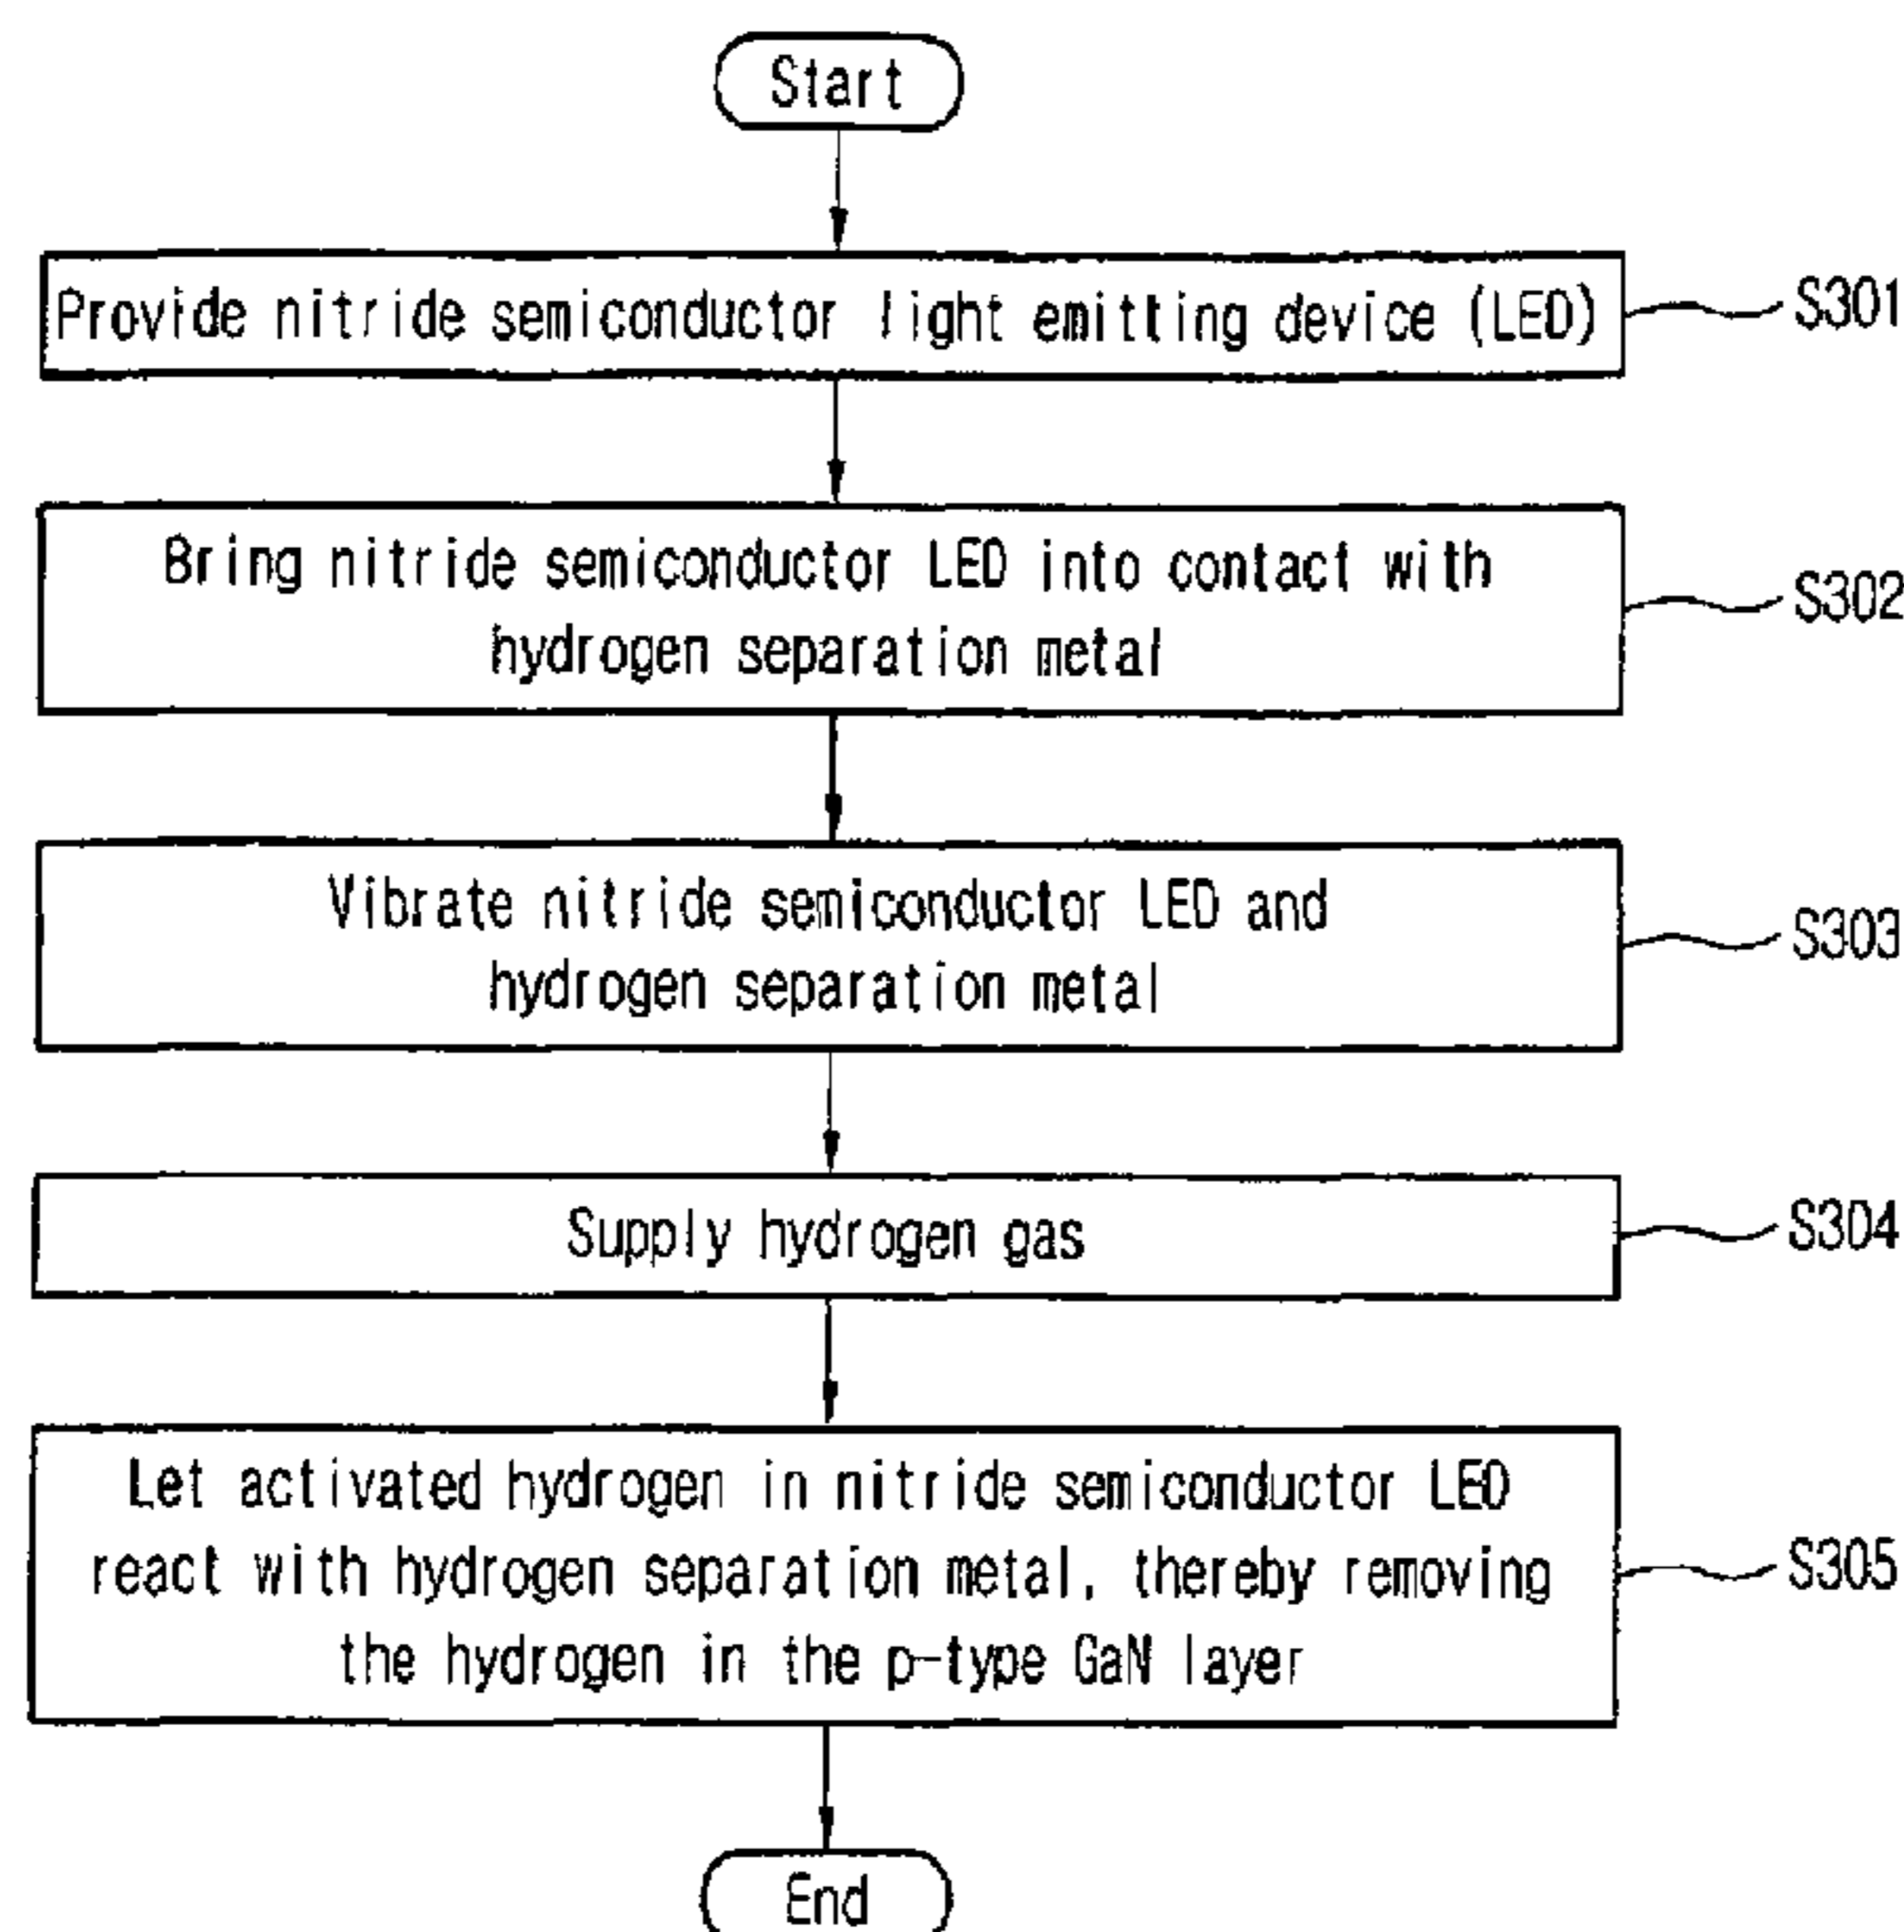 Start
Provide nitride semiconductor light emitting device (LED)
S301
Bring nitride semiconductor LED into contact with
hydrogen separation metal
S302
Vibrate nitride semiconductor LED and
hydrogen separation metal
S303
Supply hydrogen gas
S304
Let activated hydrogen in nitride semiconductor LED
react with hydrogen separation metal, thereby removing
the hydrogen in the p-type GaN layer
S305
End